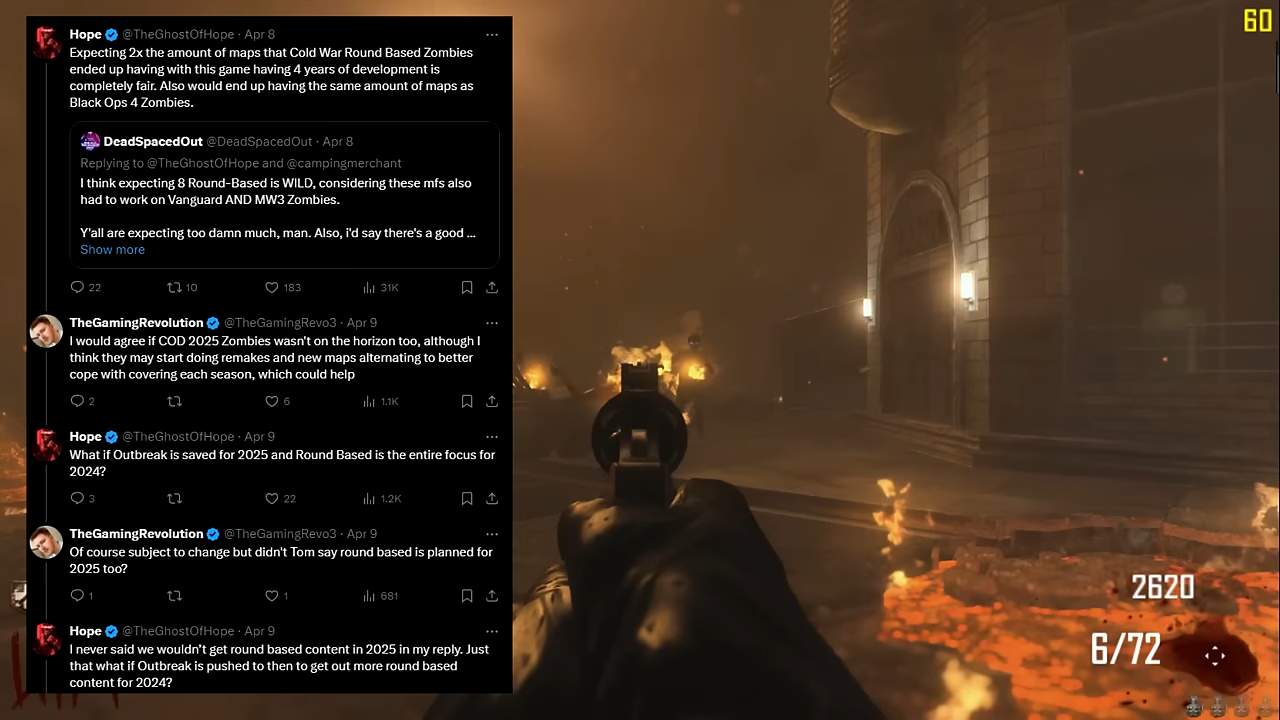 60
Hope @TheGhostOfHope · Apr 8
Expecting 2x the amount of maps that Cold War Round Based Zombies
ended up having with this game having 4 years of development is
completely fair. Also would end up having the same amount of maps as
Black Ops 4 Zombies.
DeadSpacedOut @DeadSpacedOut · Apr 8
Replying to @TheGhostOfHope and @campingmerchant
I think expecting 8 Round-Based is WILD, considering these mfs also
had to work on Vanguard AND MW3 Zombies.
Y'all are expecting too damn much, man. Also, i'd say there's a good ...
Show more
22 10 183 31K
TheGamingRevolution @TheGamingRevo3 · Apr 9
I would agree if COD 2025 Zombies wasn't on the horizon too, although I
think they may start doing remakes and new maps alternating to better
cope with covering each season, which could help
2 6 1.1K
Hope @TheGhostOfHope · Apr 9
What if Outbreak is saved for 2025 and Round Based is the entire focus for
2024?
3 22 1.2K
TheGamingRevolution @TheGamingRevo3 · Apr 9
Of course subject to change but didn't Tom say round based is planned for
2025 too?
1 1 681
Hope @TheGhostOfHope · Apr 9
I never said we wouldn't get round based content in 2025 in my reply. Just
that what if Outbreak is pushed to then to get out more round based
content for 2024?
2620
6/72